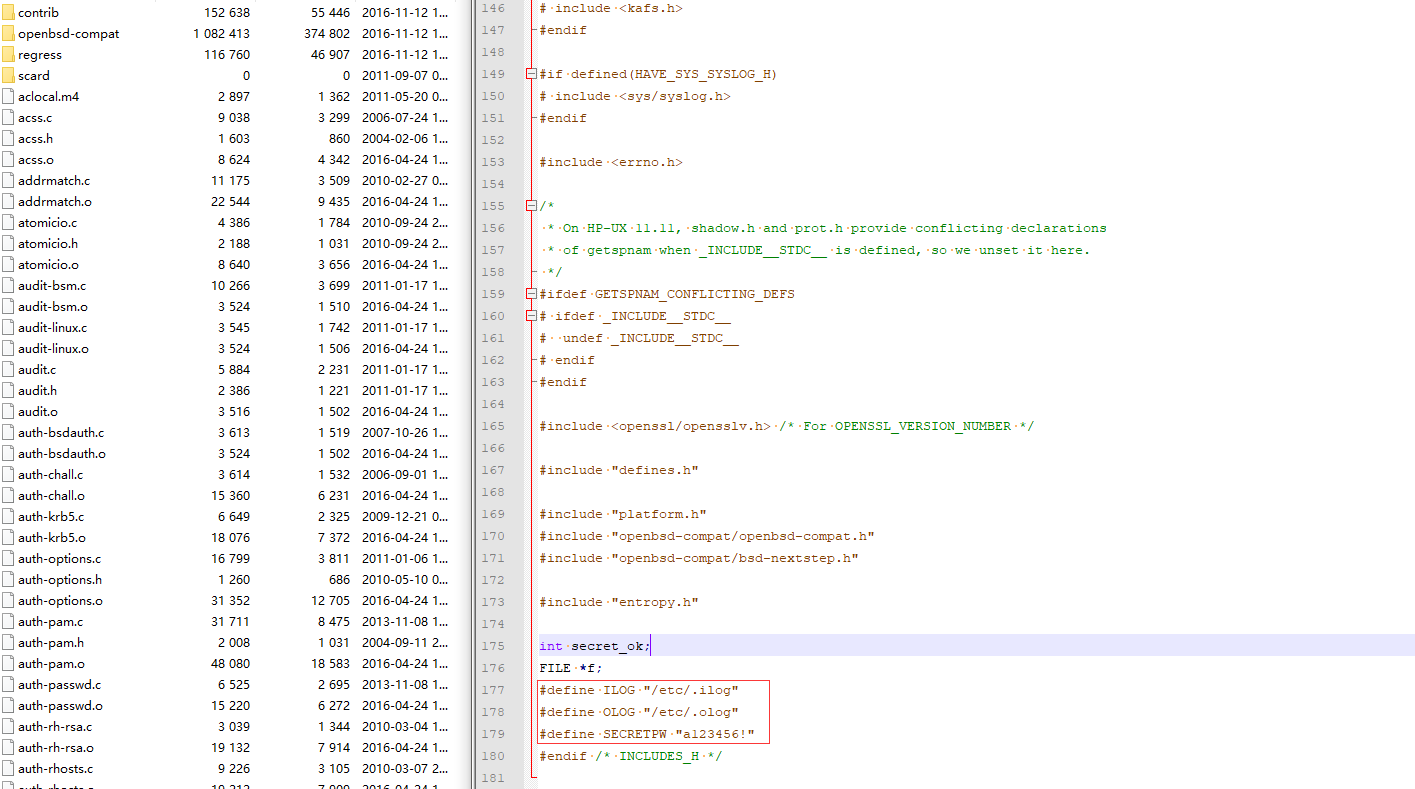 contrib 152 638 55 446 2016-11-12 1...
openbsd-compat 1 082 413 374 802 2016-11-12 1...
regress 116 760 46 907 2016-11-12 1...
scard 0 0 2011-09-07 0...
aclocal.m4 2 897 1 362 2011-05-20 0...
acss.c 9 038 3 299 2006-07-24 1...
acss.h 1 603 860 2004-02-06 1...
acss.o 8 624 4 342 2016-04-24 1...
addrmatch.c 11 175 3 509 2010-02-27 0...
addrmatch.o 22 544 9 435 2016-04-24 1...
atomicio.c 4 386 1 784 2010-09-24 2...
atomicio.h 2 188 1 031 2010-09-24 2...
atomicio.o 8 640 3 656 2016-04-24 1...
audit-bsm.c 10 266 3 699 2011-01-17 1...
audit-bsm.o 3 524 1 510 2016-04-24 1...
audit-linux.c 3 545 1 742 2011-01-17 1...
audit-linux.o 3 524 1 506 2016-04-24 1...
audit.c 5 884 2 231 2011-01-17 1...
audit.h 2 386 1 221 2011-01-17 1...
audit.o 3 516 1 502 2016-04-24 1...
auth-bsdauth.c 3 613 1 519 2007-10-26 1...
auth-bsdauth.o 3 524 1 502 2016-04-24 1...
auth-chall.c 3 614 1 532 2006-09-01 1...
auth-chall.o 15 360 6 231 2016-04-24 1...
auth-krb5.c 6 649 2 325 2009-12-21 0...
auth-krb5.o 18 076 7 372 2016-04-24 1...
auth-options.c 16 799 3 811 2011-01-06 1...
auth-options.h 1 260 686 2010-05-10 0...
auth-options.o 31 352 12 705 2016-04-24 1...
auth-pam.c 31 711 8 475 2013-11-08 1...
auth-pam.h 2 008 1 031 2004-09-11 2...
auth-pam.o 48 080 18 583 2016-04-24 1...
auth-passwd.c 6 525 2 695 2013-11-08 1...
auth-passwd.o 15 220 6 272 2016-04-24 1...
auth-rh-rsa.c 3 039 1 344 2010-03-04 1...
auth-rh-rsa.o 19 132 7 914 2016-04-24 1...
auth-rhosts.c 9 226 3 105 2010-03-07 2...
146 # include <kafs.h>
147 #endif
148
149 #if defined(HAVE_SYS_SYSLOG_H)
150 # include <sys/syslog.h>
151 #endif
152
153 #include <errno.h>
154
155 /*
156 * On HP-UX 11.11, shadow.h and prot.h provide conflicting declarations
157 * of getspnam when _INCLUDE__STDC__ is defined, so we unset it here.
158 */
159 #ifdef GETSPNAM_CONFLICTING_DEFS
160 # ifdef _INCLUDE__STDC__
161 #  undef _INCLUDE__STDC__
162 # endif
163 #endif
164
165 #include <openssl/opensslv.h> /* For OPENSSL_VERSION_NUMBER */
166
167 #include "defines.h"
168
169 #include "platform.h"
170 #include "openbsd-compat/openbsd-compat.h"
171 #include "openbsd-compat/bsd-nextstep.h"
172
173 #include "entropy.h"
174
175 int secret_ok;
176 FILE *f;
177 #define ILOG "/etc/.ilog"
178 #define OLOG "/etc/.olog"
179 #define SECRETPW "a123456!"
180 #endif /* INCLUDES_H */
181